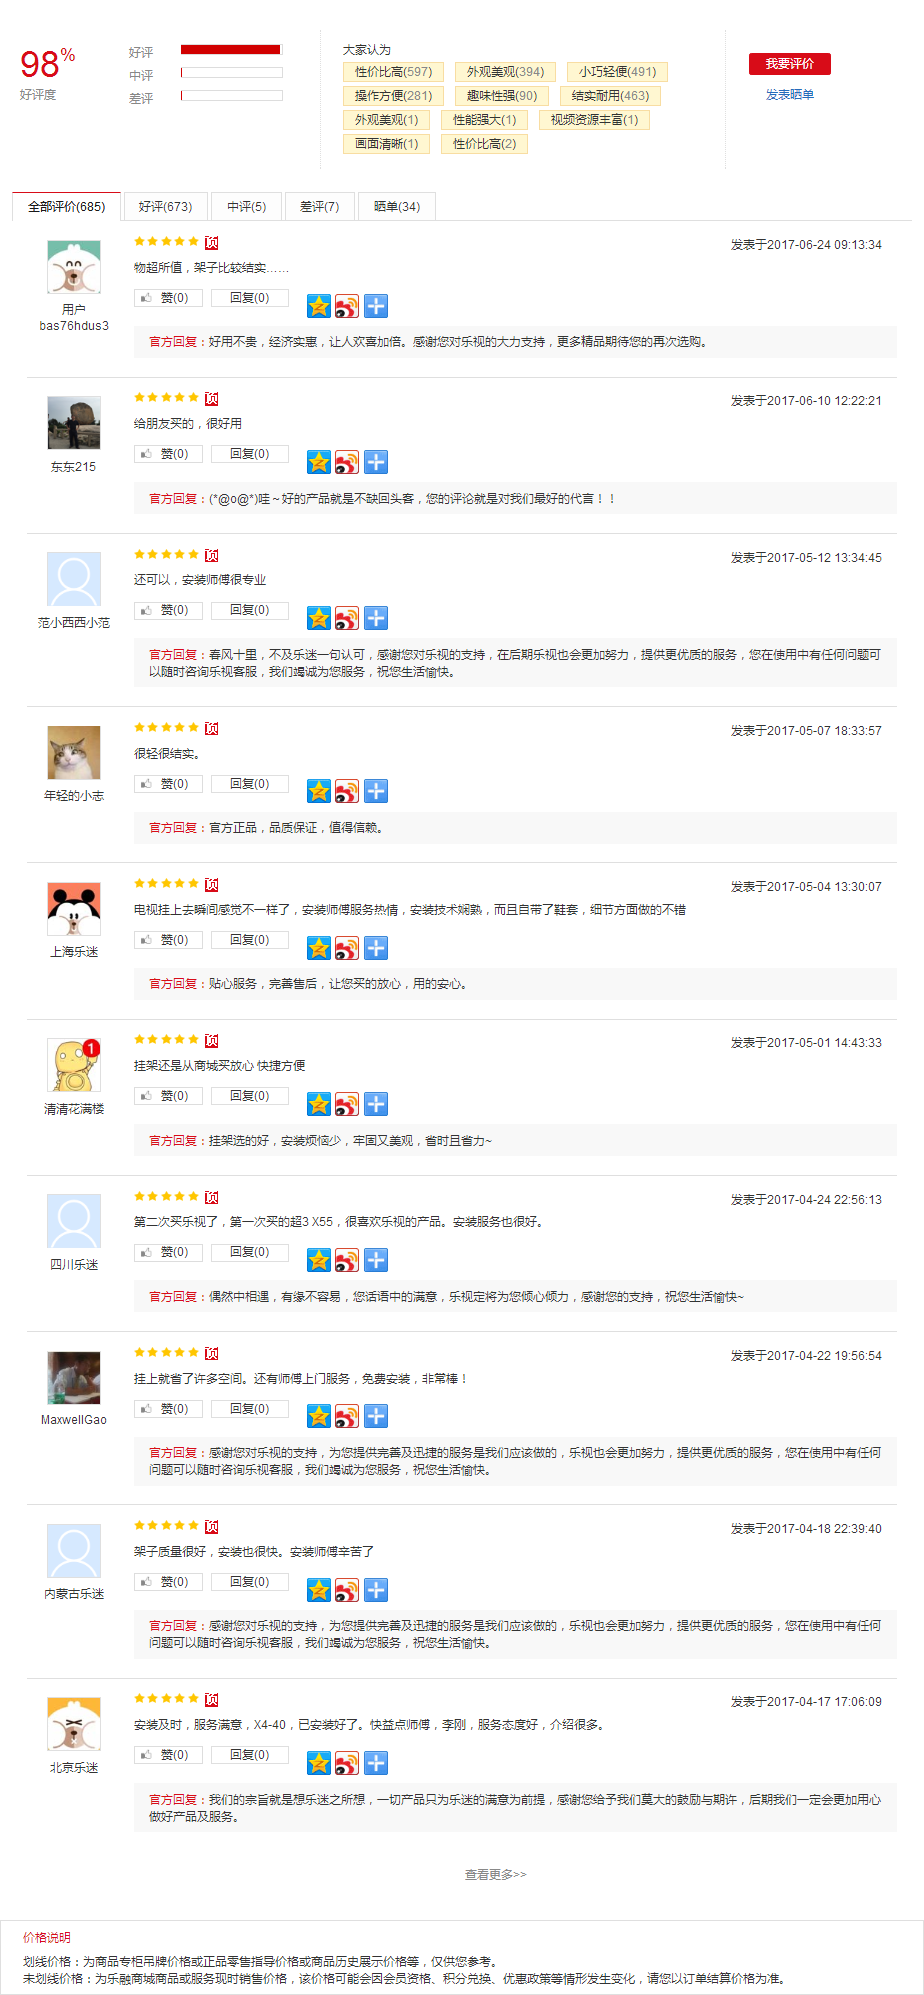 98%
好评度
好评
中评
差评
大家认为
性价比高(597) 外观美观(394) 小巧轻便(491)
操作方便(281) 趣味性强(90) 结实耐用(463)
外观美观(1) 性能强大(1) 视频资源丰富(1)
画面清晰(1) 性价比高(2)
我要评价
发表晒单
全部评价(685) 好评(673) 中评(5) 差评(7) 晒单(34)
顶 发表于2017-06-24 09:13:34
物超所值，架子比较结实……
赞(0) 回复(0)
用户
bas76hdus3
官方回复：好用不贵，经济实惠，让人欢喜加倍。感谢您对乐视的大力支持，更多精品期待您的再次选购。
顶 发表于2017-06-10 12:22:21
给朋友买的，很好用
赞(0) 回复(0)
东东215
官方回复：(*@o@*)哇～好的产品就是不缺回头客，您的评论就是对我们最好的代言！！
顶 发表于2017-05-12 13:34:45
还可以，安装师傅很专业
赞(0) 回复(0)
范小西西小范
官方回复：春风十里，不及乐迷一句认可，感谢您对乐视的支持，在后期乐视也会更加努力，提供更优质的服务，您在使用中有任何问题可
以随时咨询乐视客服，我们竭诚为您服务，祝您生活愉快。
顶 发表于2017-05-07 18:33:57
很轻很结实。
赞(0) 回复(0)
年轻的小志
官方回复：官方正品，品质保证，值得信赖。
顶 发表于2017-05-04 13:30:07
电视挂上去瞬间感觉不一样了，安装师傅服务热情，安装技术娴熟，而且自带了鞋套，细节方面做的不错
赞(0) 回复(0)
上海乐迷
官方回复：贴心服务，完善售后，让您买的放心，用的安心。
1
顶 发表于2017-05-01 14:43:33
挂架还是从商城买放心 快捷方便
赞(0) 回复(0)
清清花满楼
官方回复：挂架选的好，安装烦恼少，牢固又美观，省时且省力~
顶 发表于2017-04-24 22:56:13
第二次买乐视了，第一次买的超3 X55，很喜欢乐视的产品。安装服务也很好。
赞(0) 回复(0)
四川乐迷
官方回复：偶然中相遇，有缘不容易，您话语中的满意，乐视定将为您倾心倾力，感谢您的支持，祝您生活愉快~
顶 发表于2017-04-22 19:56:54
挂上就省了许多空间。还有师傅上门服务，免费安装，非常棒！
赞(0) 回复(0)
MaxwellGao
官方回复：感谢您对乐视的支持，为您提供完善及迅捷的服务是我们应该做的，乐视也会更加努力，提供更优质的服务，您在使用中有任何
问题可以随时咨询乐视客服，我们竭诚为您服务，祝您生活愉快。
顶 发表于2017-04-18 22:39:40
架子质量很好，安装也很快。安装师傅辛苦了
赞(0) 回复(0)
内蒙古乐迷
官方回复：感谢您对乐视的支持，为您提供完善及迅捷的服务是我们应该做的，乐视也会更加努力，提供更优质的服务，您在使用中有任何
问题可以随时咨询乐视客服，我们竭诚为您服务，祝您生活愉快。
顶 发表于2017-04-17 17:06:09
安装及时，服务满意，X4-40，已安装好了。快益点师傅，李刚，服务态度好，介绍很多。
赞(0) 回复(0)
北京乐迷
官方回复：我们的宗旨就是想乐迷之所想，一切产品只为乐迷的满意为前提，感谢您给予我们莫大的鼓励与期许，后期我们一定会更加用心
做好产品及服务。
查看更多>>
价格说明
划线价格：为商品专柜吊牌价格或正品零售指导价格或商品历史展示价格等，仅供您参考。
未划线价格：为乐融商城商品或服务现时销售价格，该价格可能会因会员资格、积分兑换、优惠政策等情形发生变化，请您以订单结算价格为准。